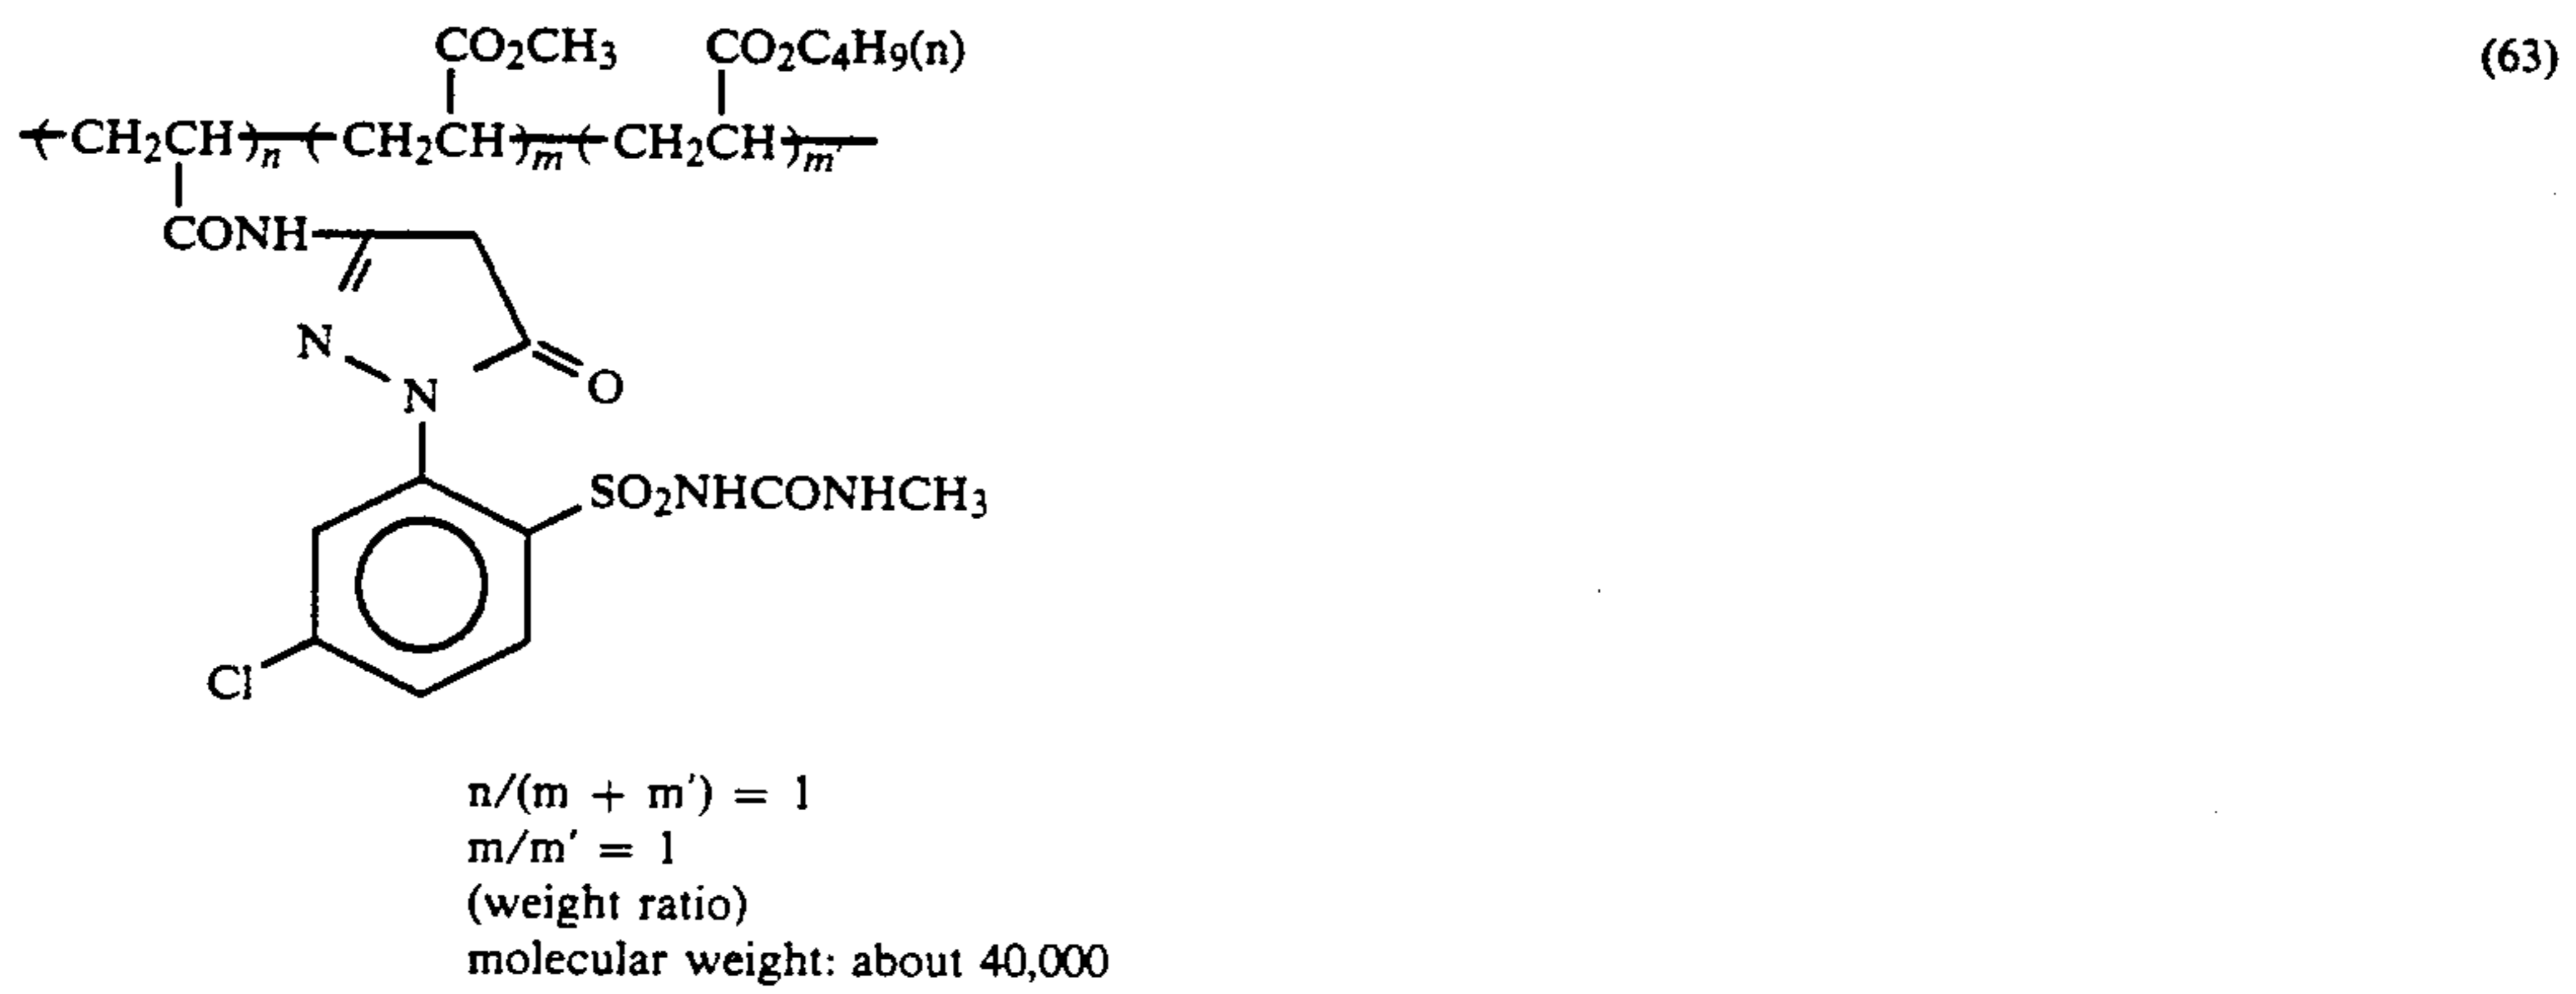 CO₂CH₃ CO₂C₄H₉(n) (63)
(CH₂CH)n (CH₂CH)m (CH₂CH)m'
CONH
N
N O
SO₂NHCONHCH₃
Cl
n/(m + m') = 1
m/m' = 1
(weight ratio)
molecular weight: about 40,000